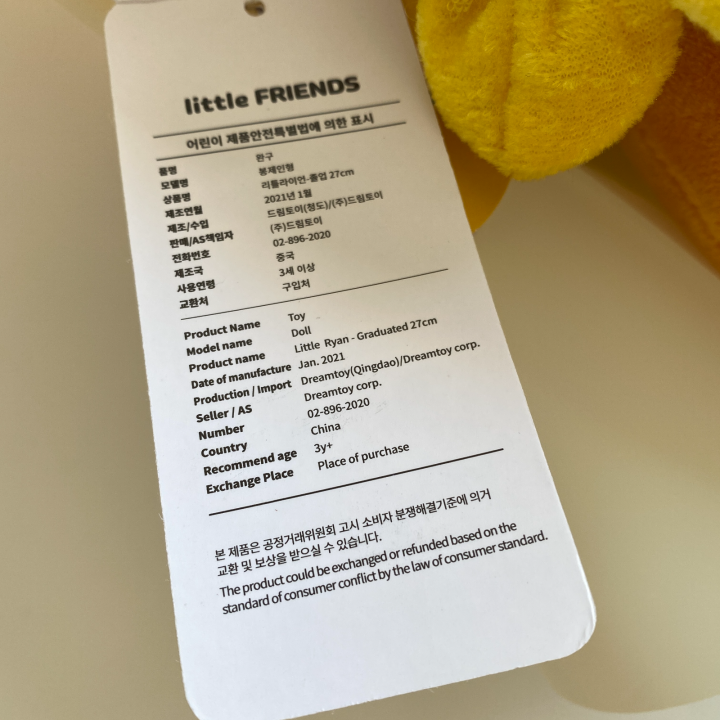 little FRIENDS
어린이 제품안전특별법에 의한 표시
품명 완구
모델명 봉제인형
상품명 리틀라이언-졸업 27cm
제조연월 2021년 1월
제조/수입 드림토이(청도)/(주)드림토이
판매/AS책임자 (주)드림토이
전화번호 02-896-2020
제조국 중국
사용연령 3세 이상
교환처 구입처
Product Name Toy
Model name Doll
Product name Little Ryan - Graduated 27cm
Date of manufacture Jan. 2021
Production / Import Dreamtoy(Qingdao)/Dreamtoy corp.
Seller / AS Dreamtoy corp.
Number 02-896-2020
Country China
Recommend age 3y+
Exchange Place Place of purchase
본 제품은 공정거래위원회 고시 소비자 분쟁해결기준에 의거
교환 및 보상을 받으실 수 있습니다.
The product could be exchanged or refunded based on the
standard of consumer conflict by the law of consumer standard.